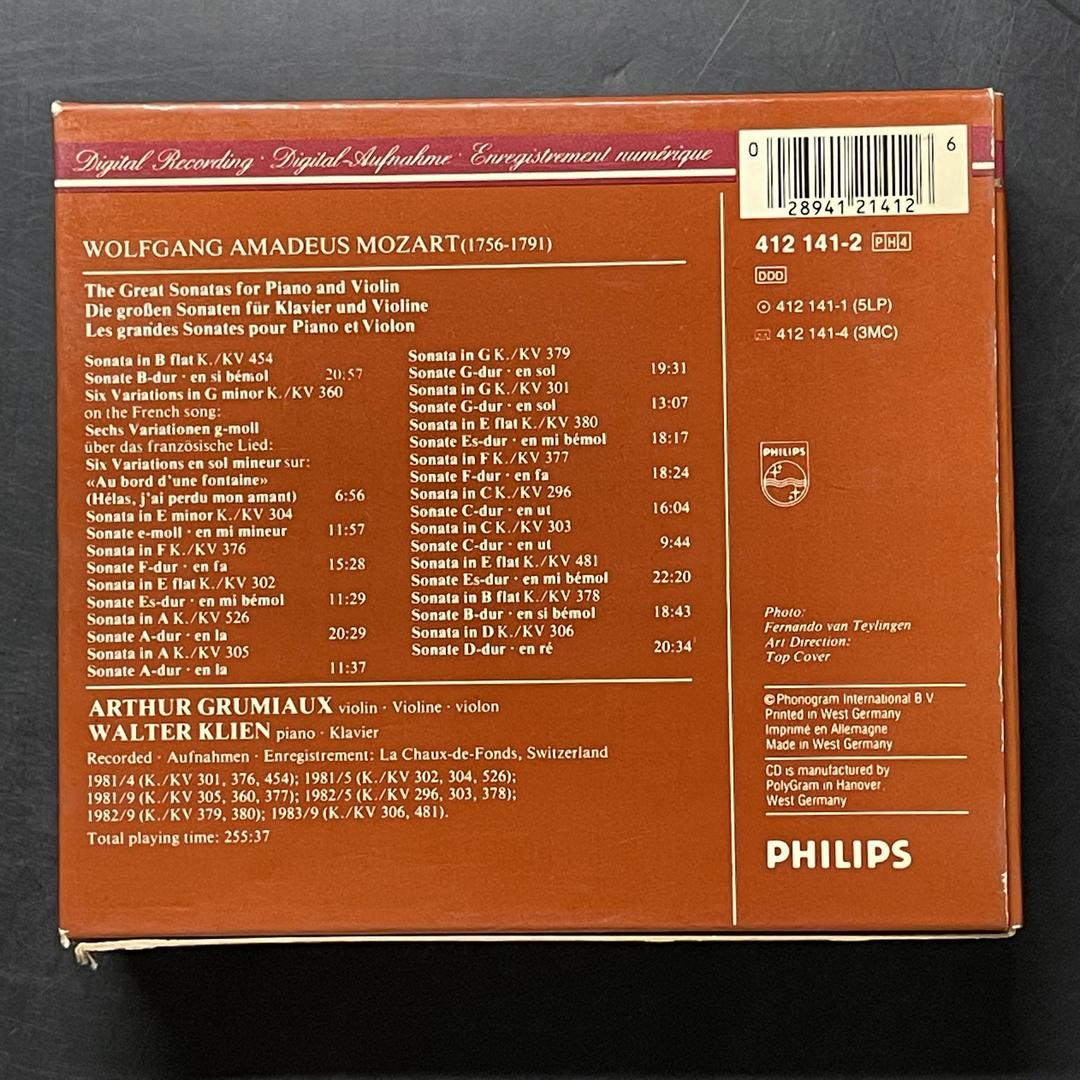 Digital Recording · Digital-Aufnahme · Enregistrement numérique
0 28941 21412 6
WOLFGANG AMADEUS MOZART (1756-1791)
The Great Sonatas for Piano and Violin
Die großen Sonaten für Klavier und Violine
Les grandes Sonates pour Piano et Violon
Sonata in B flat K./KV 454
Sonate B-dur · en si bémol 20:57
Six Variations in G minor K./KV 360
on the French song:
Sechs Variationen g-moll
über das französische Lied:
Six Variations en sol mineur sur:
«Au bord d'une fontaine»
(Hélas, j'ai perdu mon amant) 6:56
Sonata in E minor K./KV 304
Sonate e-moll · en mi mineur 11:57
Sonata in F K./KV 376
Sonate F-dur · en fa 15:28
Sonata in E flat K./KV 302
Sonate Es-dur · en mi bémol 11:29
Sonata in A K./KV 526
Sonate A-dur · en la 20:29
Sonata in A K./KV 305
Sonate A-dur · en la 11:37
Sonata in G K./KV 379
Sonate G-dur · en sol 19:31
Sonata in G K./KV 301
Sonate G-dur · en sol 13:07
Sonata in E flat K./KV 380
Sonate Es-dur · en mi bémol 18:17
Sonata in F K./KV 377
Sonate F-dur · en fa 18:24
Sonata in C K./KV 296
Sonate C-dur · en ut 16:04
Sonata in C K./KV 303
Sonate C-dur · en ut 9:44
Sonata in E flat K./KV 481
Sonate Es-dur · en mi bémol 22:20
Sonata in B flat K./KV 378
Sonate B-dur · en si bémol 18:43
Sonata in D K./KV 306
Sonate D-dur · en ré 20:34
ARTHUR GRUMIAUX violin · Violine · violon
WALTER KLIEN piano · Klavier
Recorded · Aufnahmen · Enregistrement: La Chaux-de-Fonds, Switzerland
1981/4 (K./KV 301, 376, 454); 1981/5 (K./KV 302, 304, 526);
1981/9 (K./KV 305, 360, 377); 1982/5 (K./KV 296, 303, 378);
1982/9 (K./KV 379, 380); 1983/9 (K./KV 306, 481).
Total playing time: 255:37
412 141-2 PH4
DDD
412 141-1 (5LP)
412 141-4 (3MC)
PHILIPS
Photo:
Fernando van Teylingen
Art Direction:
Top Cover
© Phonogram International B V
Printed in West Germany
Imprimé en Allemagne
Made in West Germany
CD is manufactured by
PolyGram in Hanover,
West Germany
PHILIPS